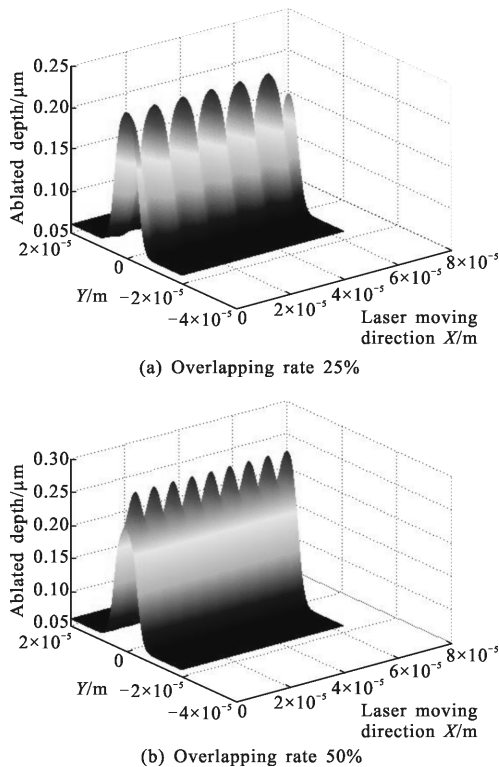 0.25
0.20
0.15
0.10
0.05
Ablated depth/μm
2×10⁻⁵
0
−2×10⁻⁵
−4×10⁻⁵
Y/m
0
2×10⁻⁵
4×10⁻⁵
6×10⁻⁵
8×10⁻⁵
Laser moving
direction X/m
(a) Overlapping rate 25%
0.30
0.25
0.20
0.15
0.10
0.05
Ablated depth/μm
2×10⁻⁵
0
−2×10⁻⁵
−4×10⁻⁵
Y/m
0
2×10⁻⁵
4×10⁻⁵
6×10⁻⁵
8×10⁻⁵
Laser moving
direction X/m
(b) Overlapping rate 50%